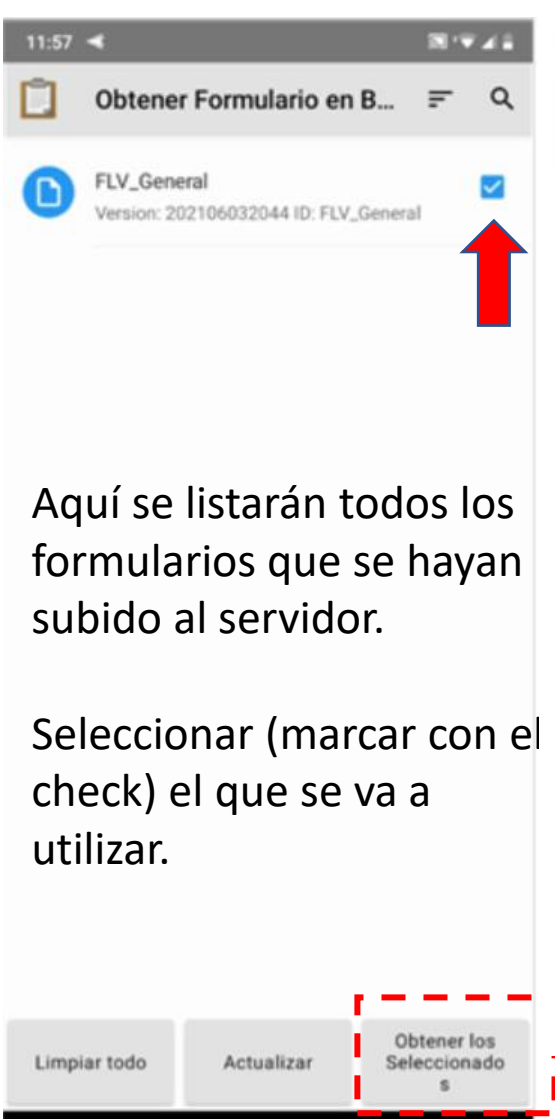 11:57
Obtener Formulario en B...
FLV_General
Version: 202106032044 ID: FLV_General
Aquí se listarán todos los
formularios que se hayan
subido al servidor.
Seleccionar (marcar con el
check) el que se va a
utilizar.
Limpiar todo
Actualizar
Obtener los
Seleccionado
s